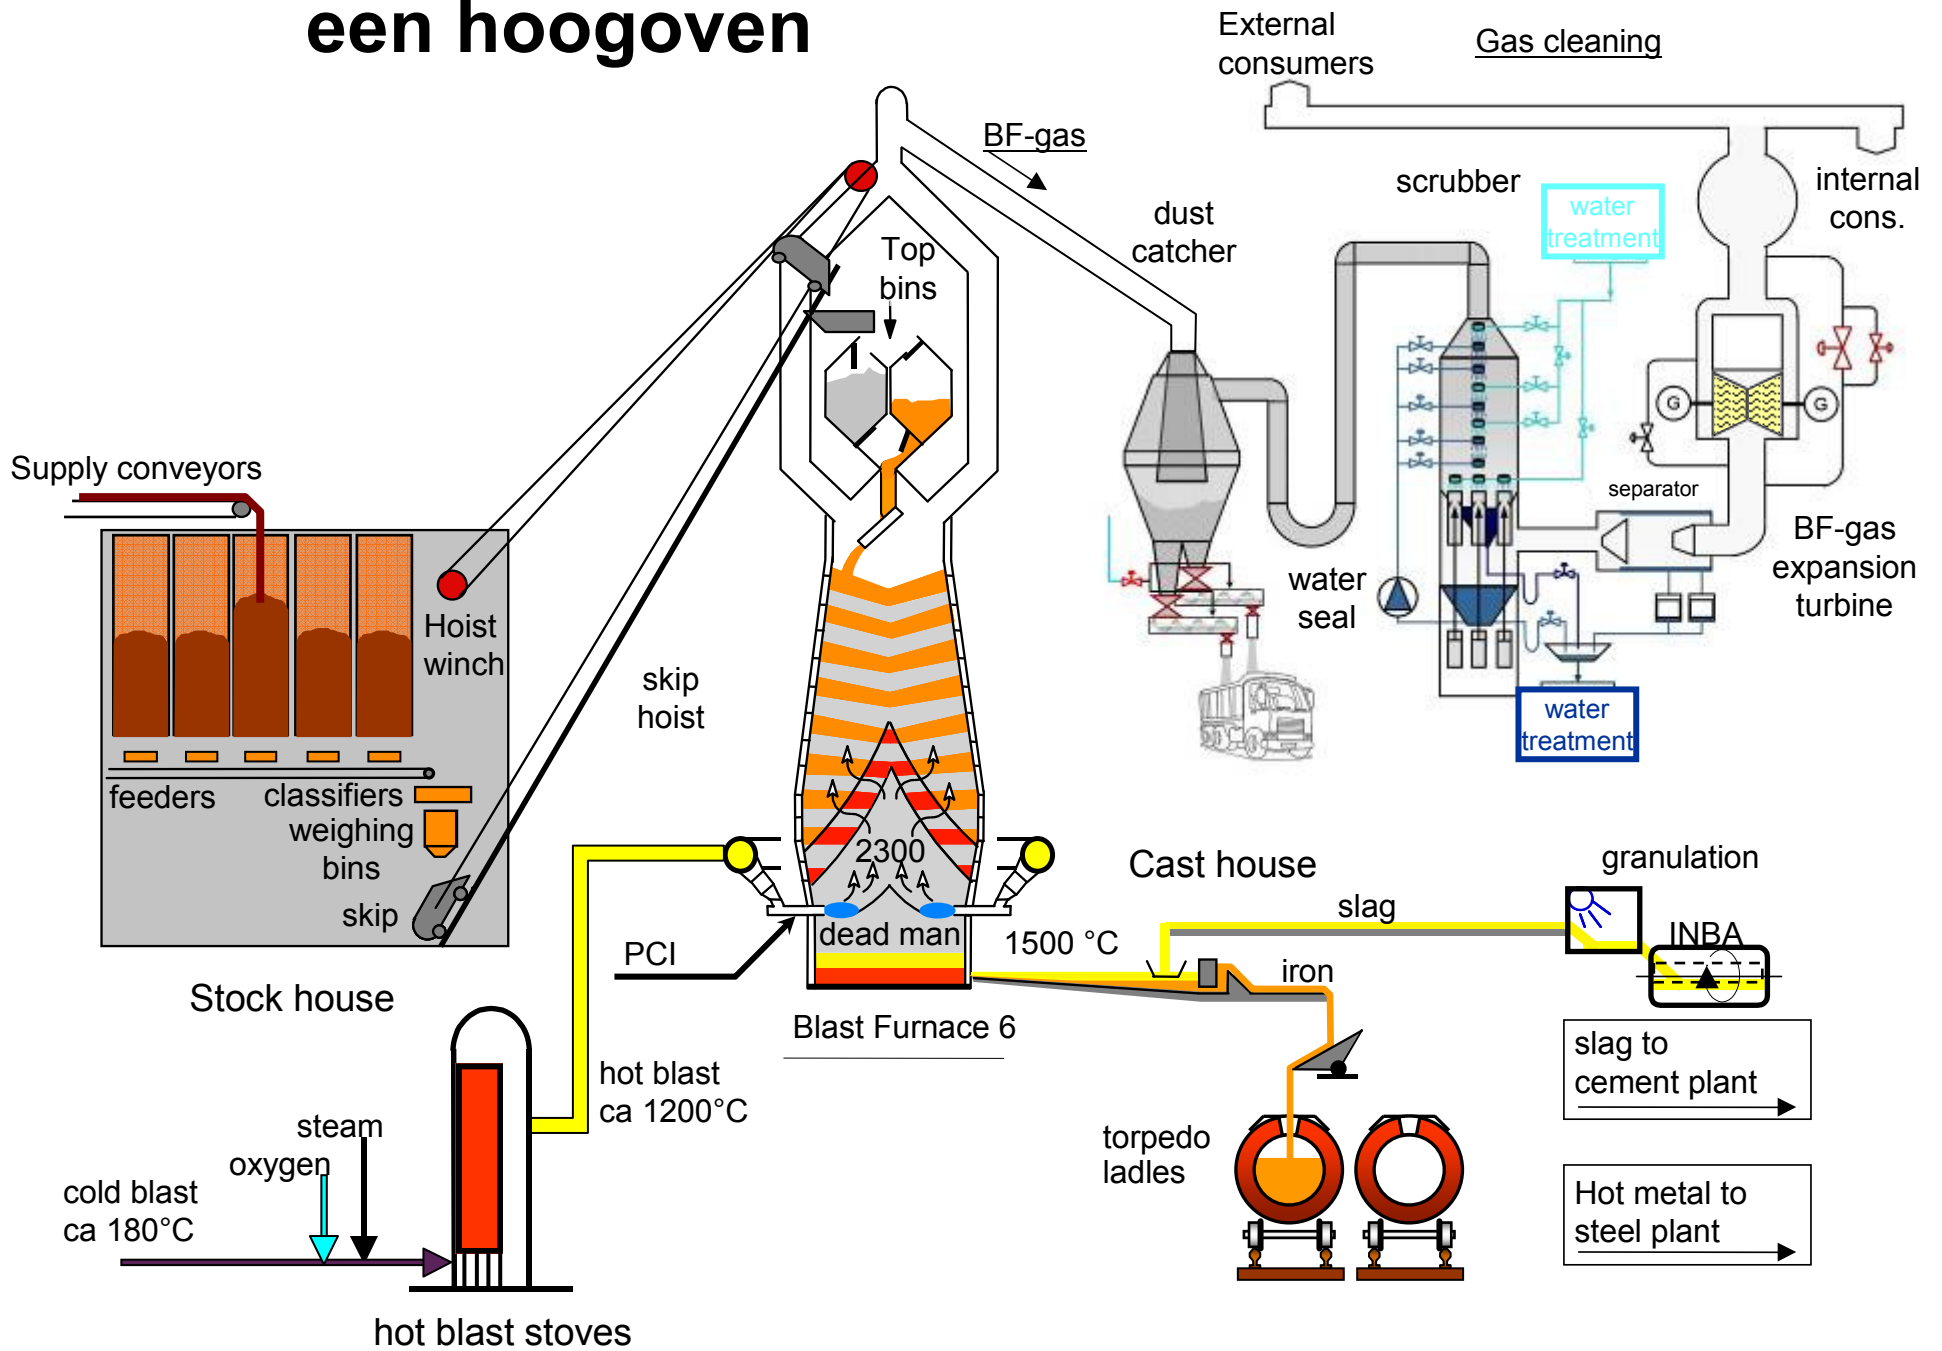 een hoogoven
External
consumers
Gas cleaning
BF-gas
scrubber
water
treatment
internal
cons.
dust
catcher
Top
bins
G
G
Supply conveyors
separator
BF-gas
expansion
turbine
water
seal
Hoist
winch
skip
hoist
water
treatment
feeders
classifiers
weighing
bins
skip
2300
Cast house
granulation
slag
INBA
dead man
1500 °C
PCI
iron
Stock house
Blast Furnace 6
slag to
cement plant
hot blast
ca 1200°C
steam
oxygen
torpedo
ladles
cold blast
ca 180°C
Hot metal to
steel plant
hot blast stoves